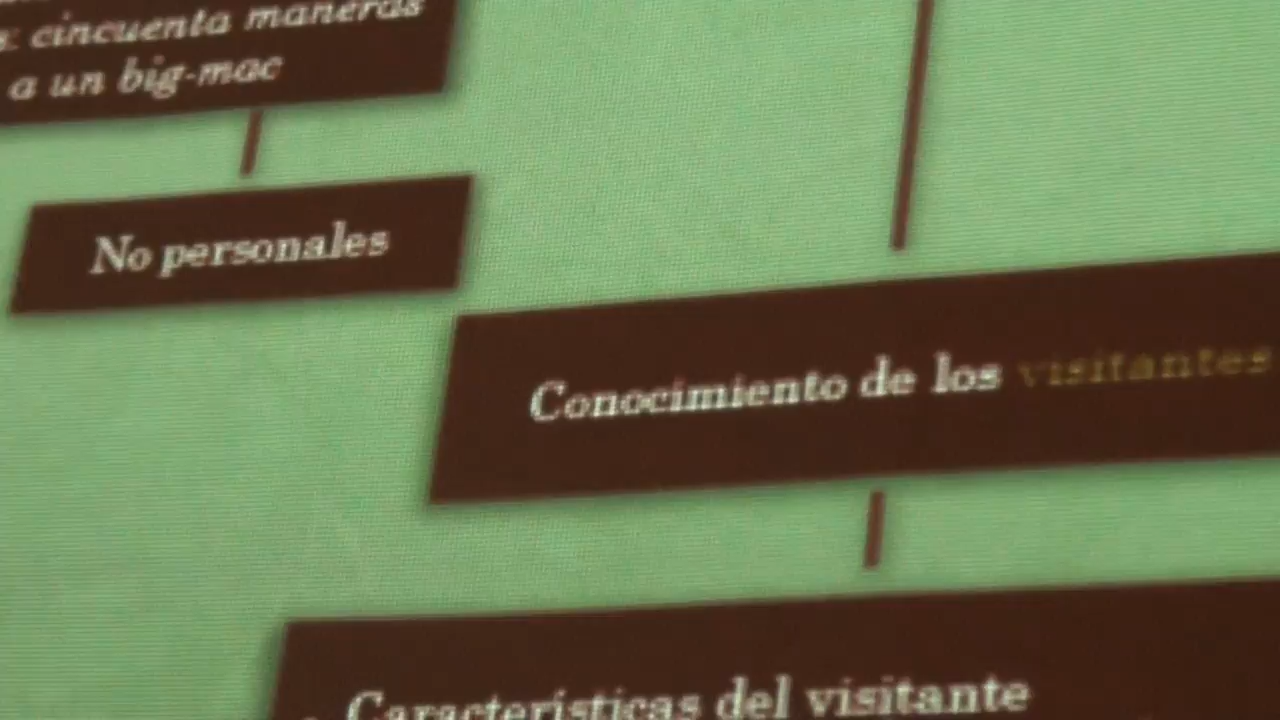 cincuenta maneras
a un big-mac
No personales
Conocimiento de los visitantes
Características del visitante